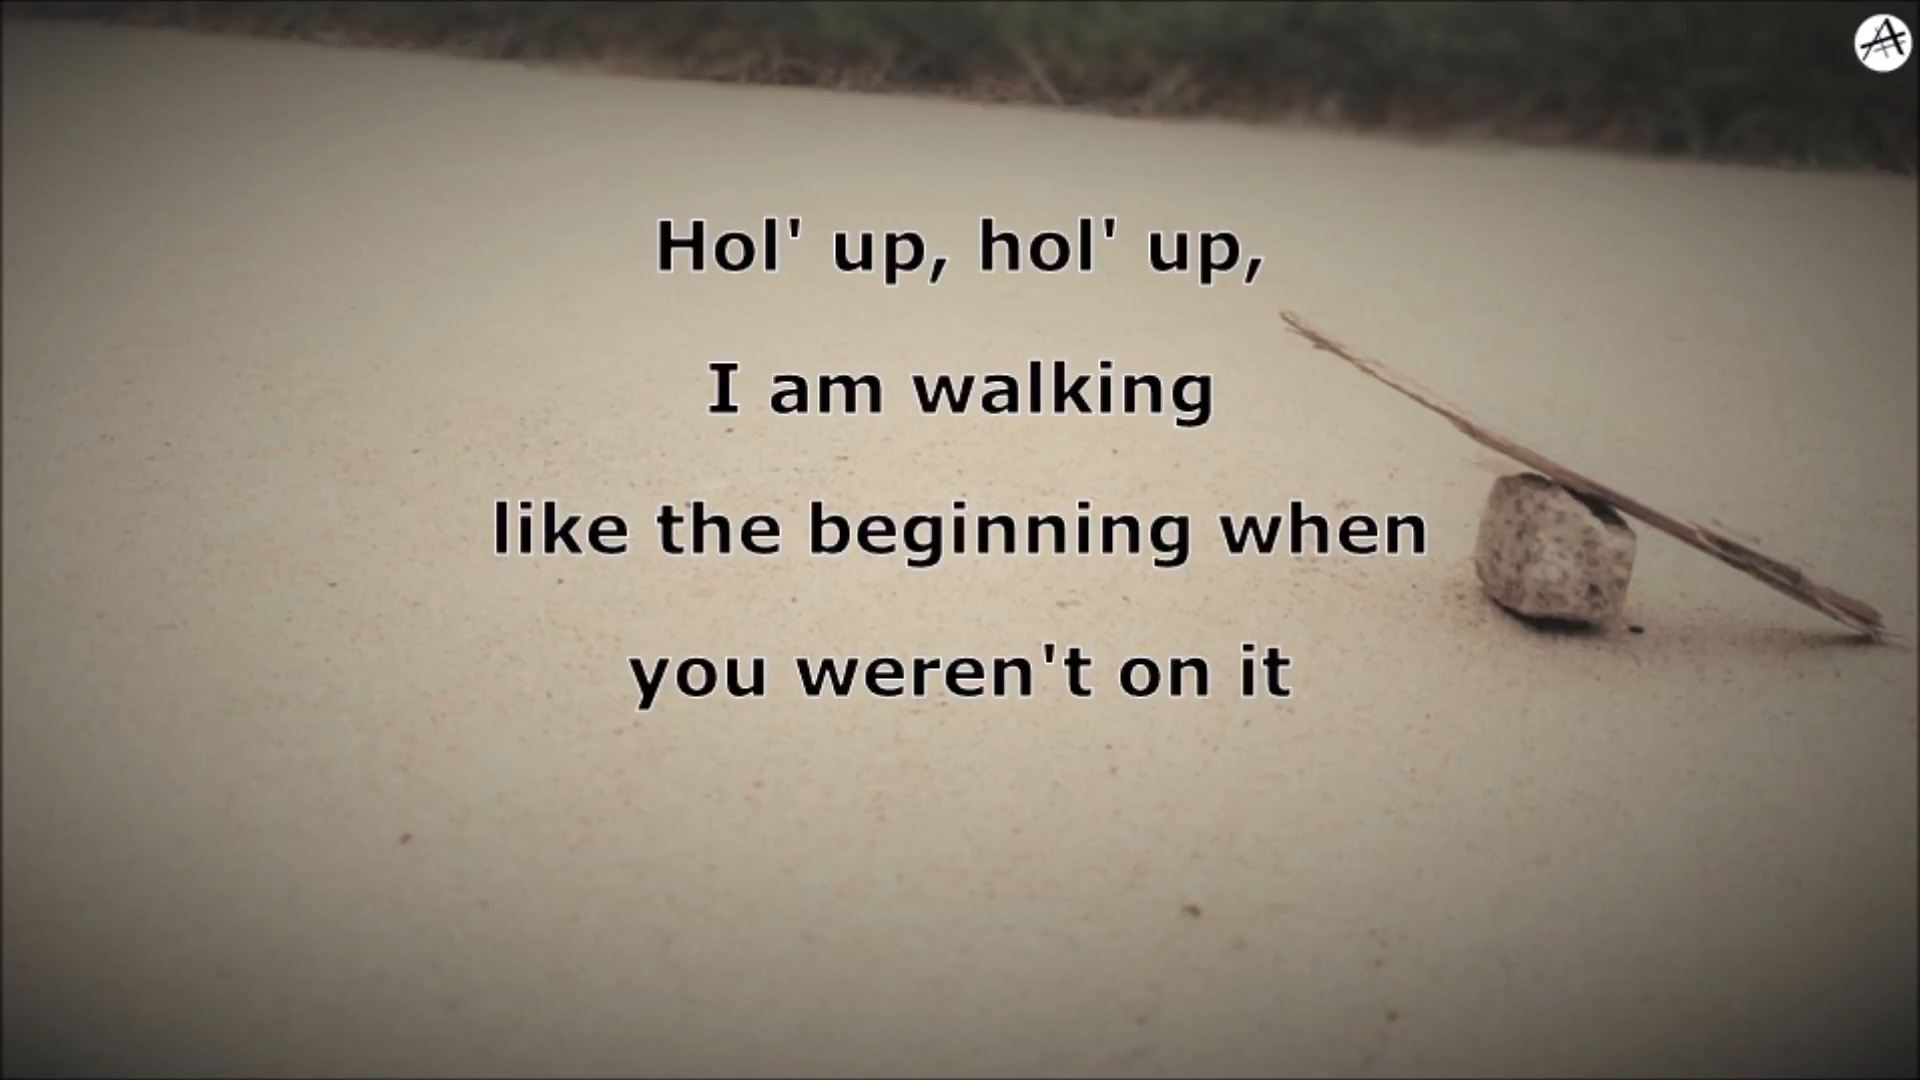 Hol' up, hol' up,
I am walking
like the beginning when
you weren't on it